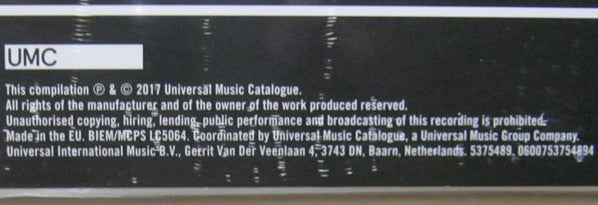 UMC
This compilation ℗ & © 2017 Universal Music Catalogue.
All rights of the manufacturer and of the owner of the work produced reserved.
Unauthorised copying, hiring, lending, public performance and broadcasting of this recording is prohibited.
Made in the EU. BIEM/MCPS LC5064. Coordinated by Universal Music Catalogue, a Universal Music Group Company.
Universal International Music B.V., Gerrit Van Der Veenlaan 4, 3743 DN, Baarn, Netherlands. 5375489. 0600753754894